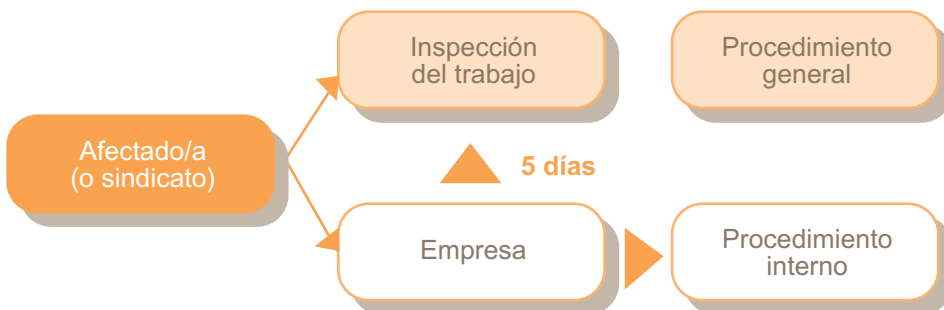 Inspección
del trabajo
Procedimiento
general
Afectado/a
(o sindicato)
5 días
Empresa
Procedimiento
interno